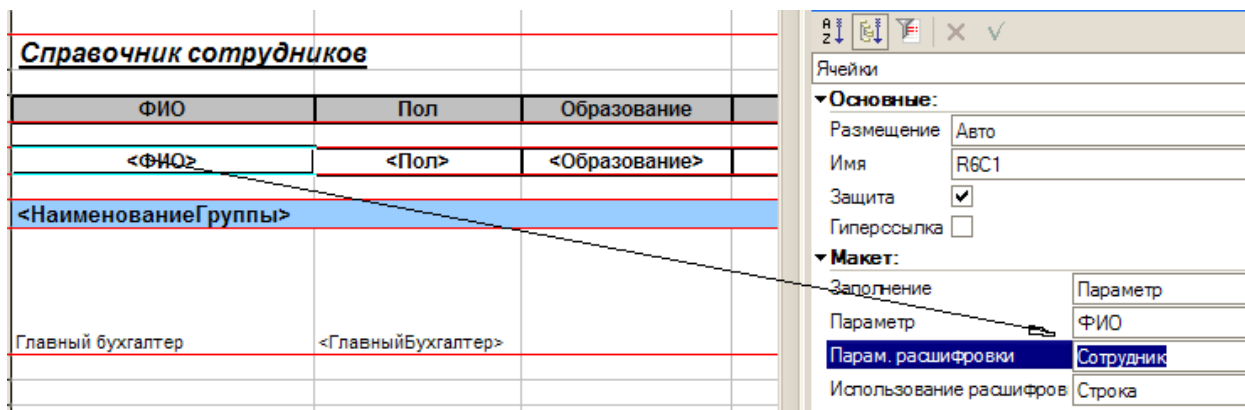 Справочник сотрудников
ФИО Пол Образование
<ФИО> <Пол> <Образование>
<НаименованиеГруппы>
Главный бухгалтер <ГлавныйБухгалтер>
Ячейки
Основные:
Размещение Авто
Имя R6C1
Защита
Гиперссылка
Макет:
Заполнение Параметр
Параметр ФИО
Парам. расшифровки Сотрудник
Использование расшифров Строка